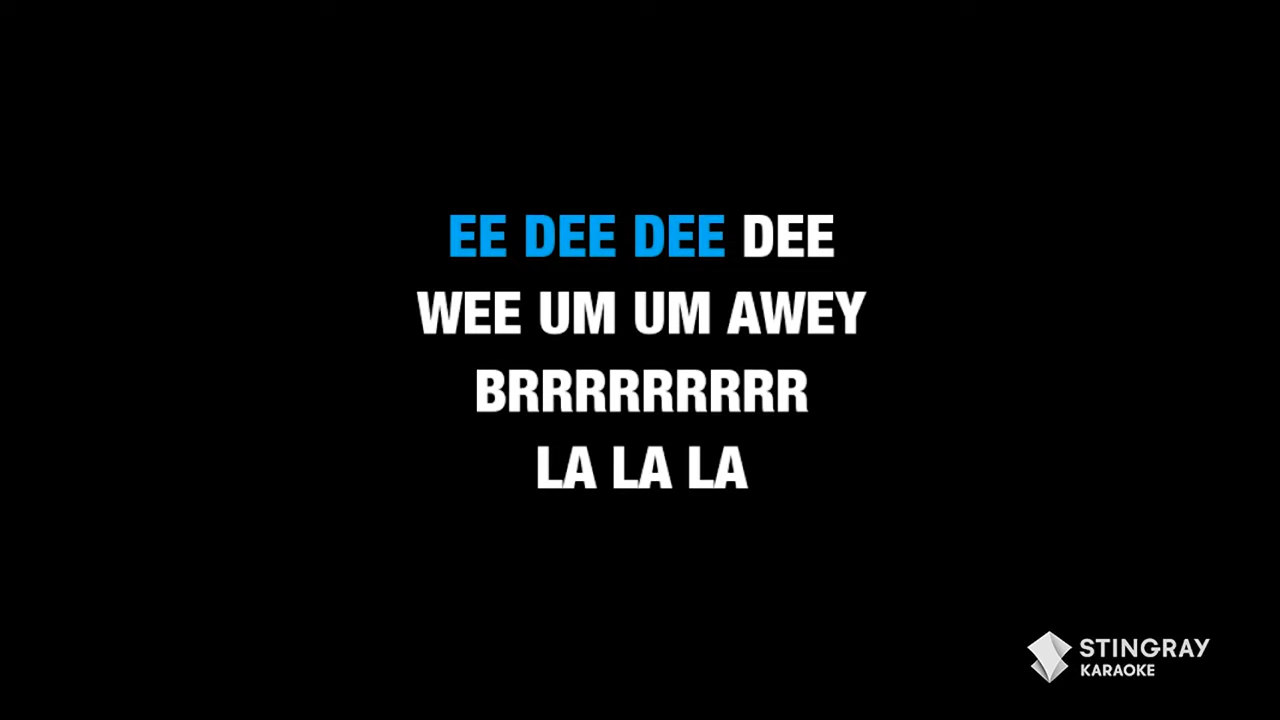 EE DEE DEE DEE
WEE UM UM AWEY
BRRRRRRRRR
LA LA LA
STINGRAY
KARAOKE